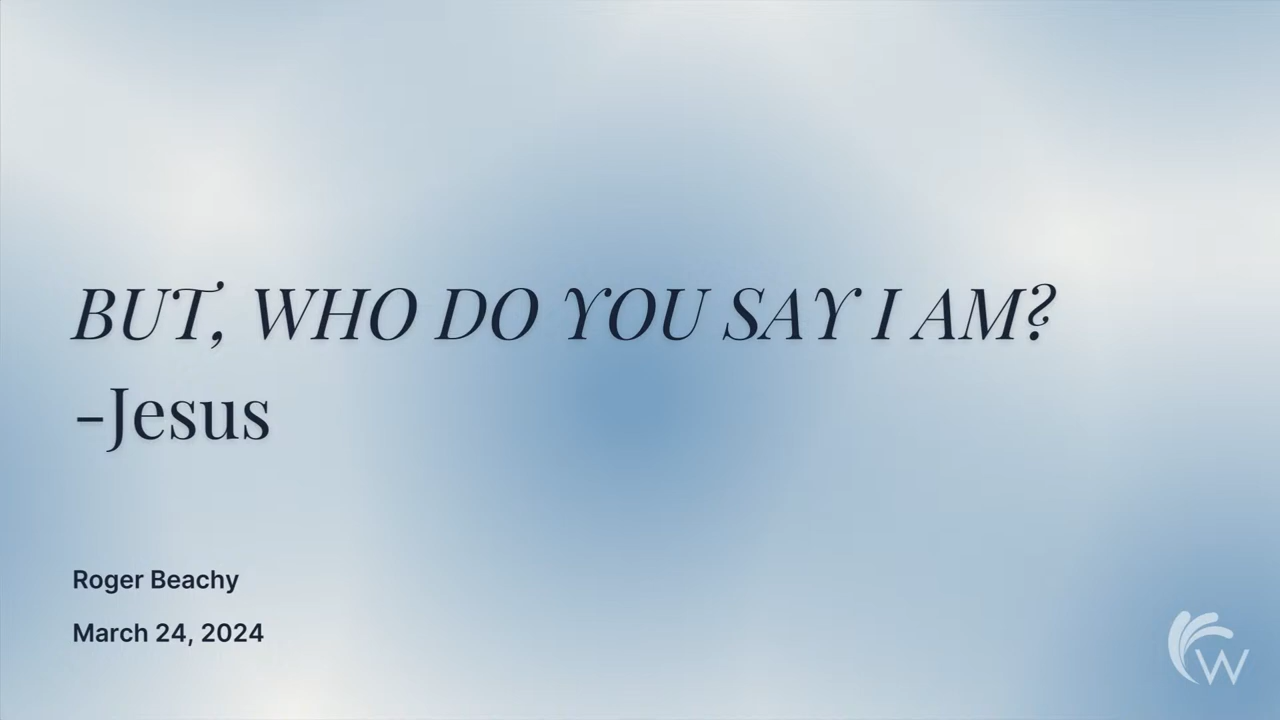 BUT, WHO DO YOU SAY I AM?
-Jesus
Roger Beachy
March 24, 2024
W